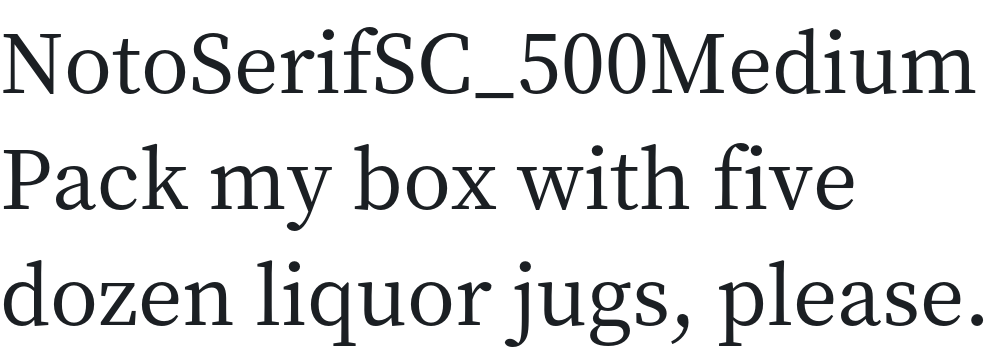 NotoSerifSC_500Medium
Pack my box with five
dozen liquor jugs, please.